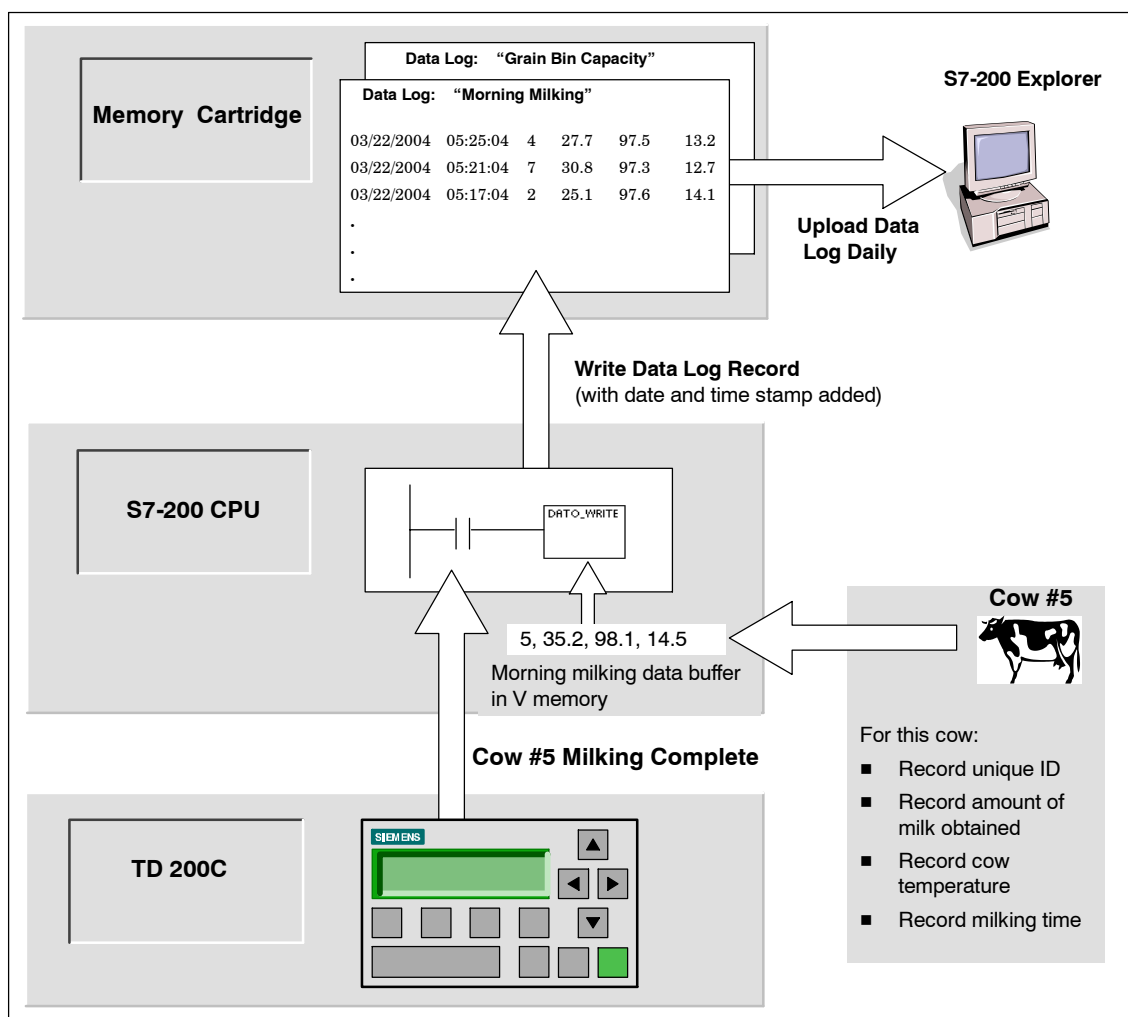 Data Log: “Grain Bin Capacity”
Data Log: “Morning Milking”
Memory Cartridge
03/22/2004 05:25:04 4 27.7 97.5 13.2
03/22/2004 05:21:04 7 30.8 97.3 12.7
03/22/2004 05:17:04 2 25.1 97.6 14.1
.
.
.
S7-200 Explorer
Upload Data
Log Daily
Write Data Log Record
(with date and time stamp added)
S7-200 CPU
DAT0_WRITE
5, 35.2, 98.1, 14.5
Morning milking data buffer
in V memory
Cow #5
For this cow:
■ Record unique ID
■ Record amount of
milk obtained
■ Record cow
temperature
■ Record milking time
Cow #5 Milking Complete
TD 200C
SIEMENS